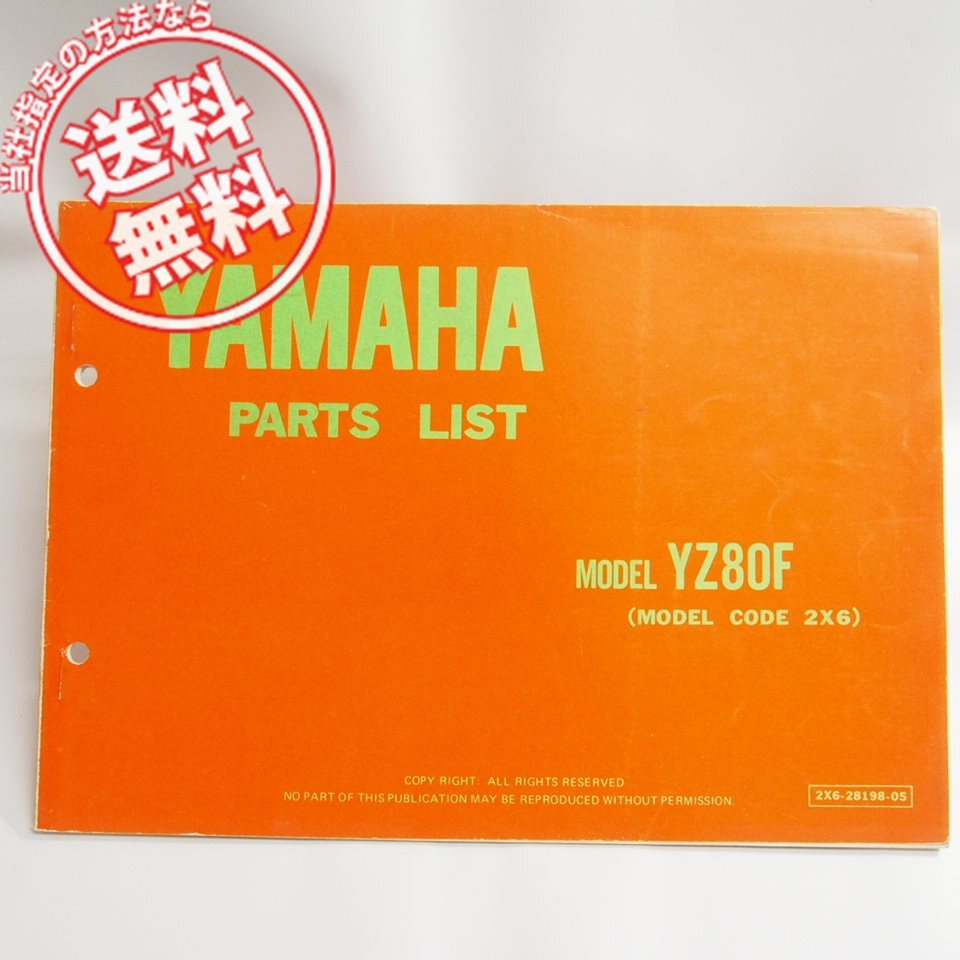 当社指定の方法なら
送料
無料
YAMAHA
PARTS LIST
MODEL YZ80F
(MODEL CODE 2X6)
COPY RIGHT: ALL RIGHTS RESERVED
NO PART OF THIS PUBLICATION MAY BE REPRODUCED WITHOUT PERMISSION.
2X6-28198-05